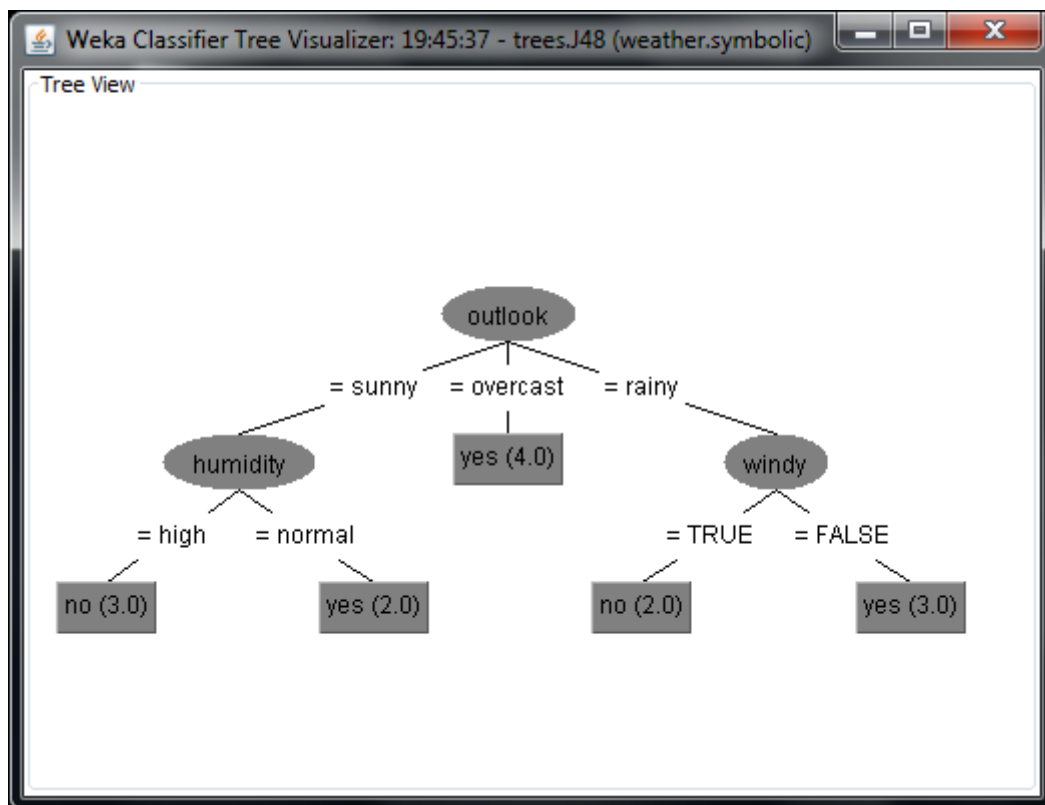 Weka Classifier Tree Visualizer: 19:45:37 - trees.J48 (weather.symbolic)
Tree View
outlook
= sunny = overcast = rainy
humidity yes (4.0) windy
= high = normal = TRUE = FALSE
no (3.0) yes (2.0) no (2.0) yes (3.0)